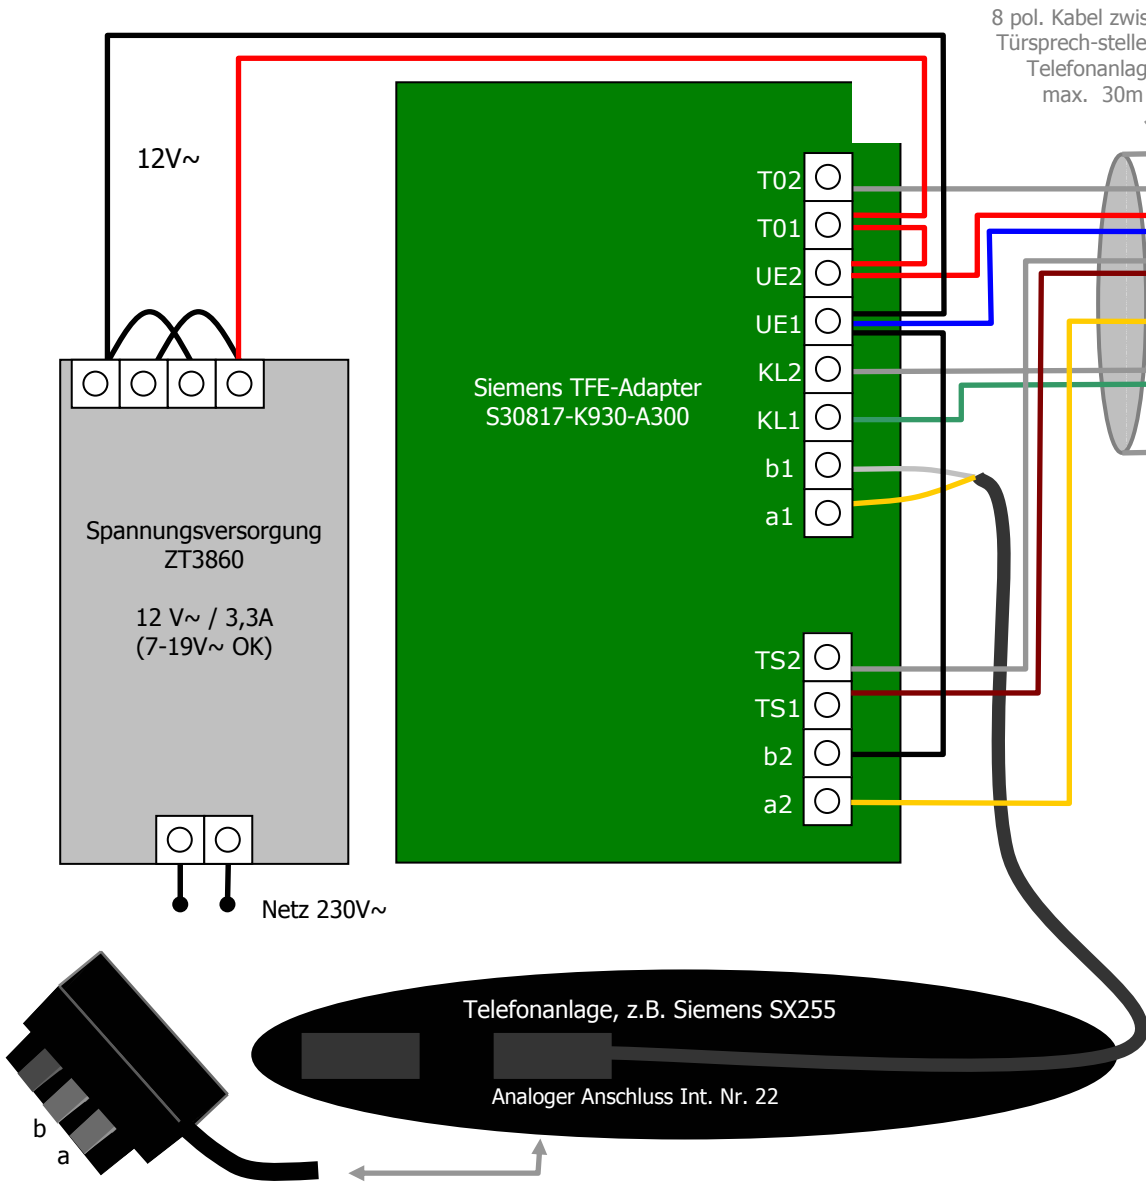 8 pol. Kabel zwis
Türsprech-stelle
Telefonanlag
max. 30m
12V~
T02
T01
UE2
UE1
KL2
KL1
b1
a1
Siemens TFE-Adapter
S30817-K930-A300
Spannungsversorgung
ZT3860
12 V~ / 3,3A
(7-19V~ OK)
TS2
TS1
b2
a2
Netz 230V~
Telefonanlage, z.B. Siemens SX255
Analoger Anschluss Int. Nr. 22
b
a